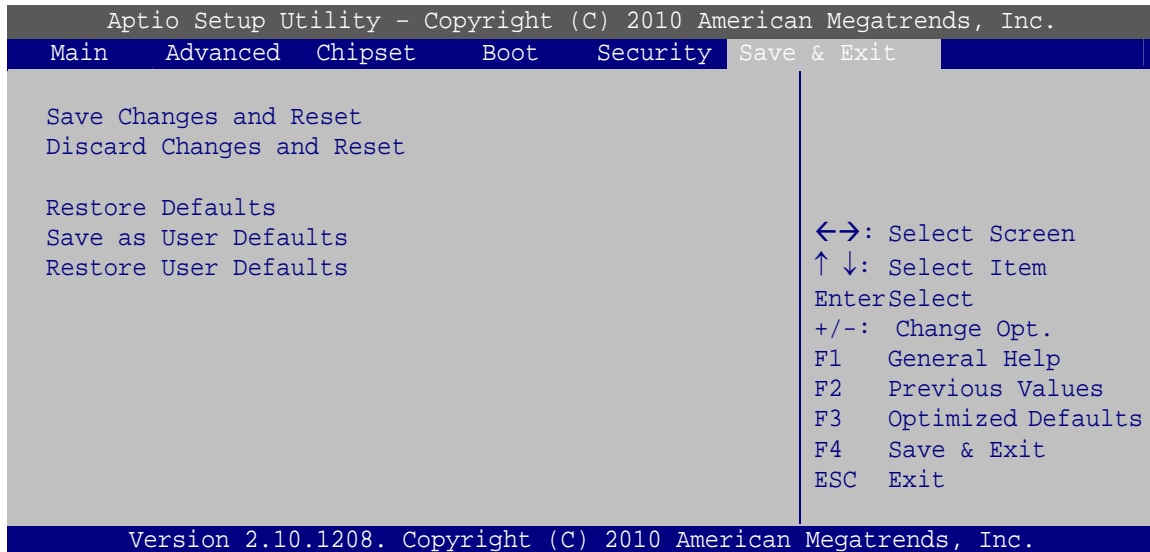 Aptio Setup Utility – Copyright (C) 2010 American Megatrends, Inc.
Main Advanced Chipset Boot Security Save & Exit
Save Changes and Reset
Discard Changes and Reset
Restore Defaults
Save as User Defaults
Restore User Defaults
←→: Select Screen
↑ ↓: Select Item
EnterSelect
+/-: Change Opt.
F1 General Help
F2 Previous Values
F3 Optimized Defaults
F4 Save & Exit
ESC Exit
Version 2.10.1208. Copyright (C) 2010 American Megatrends, Inc.